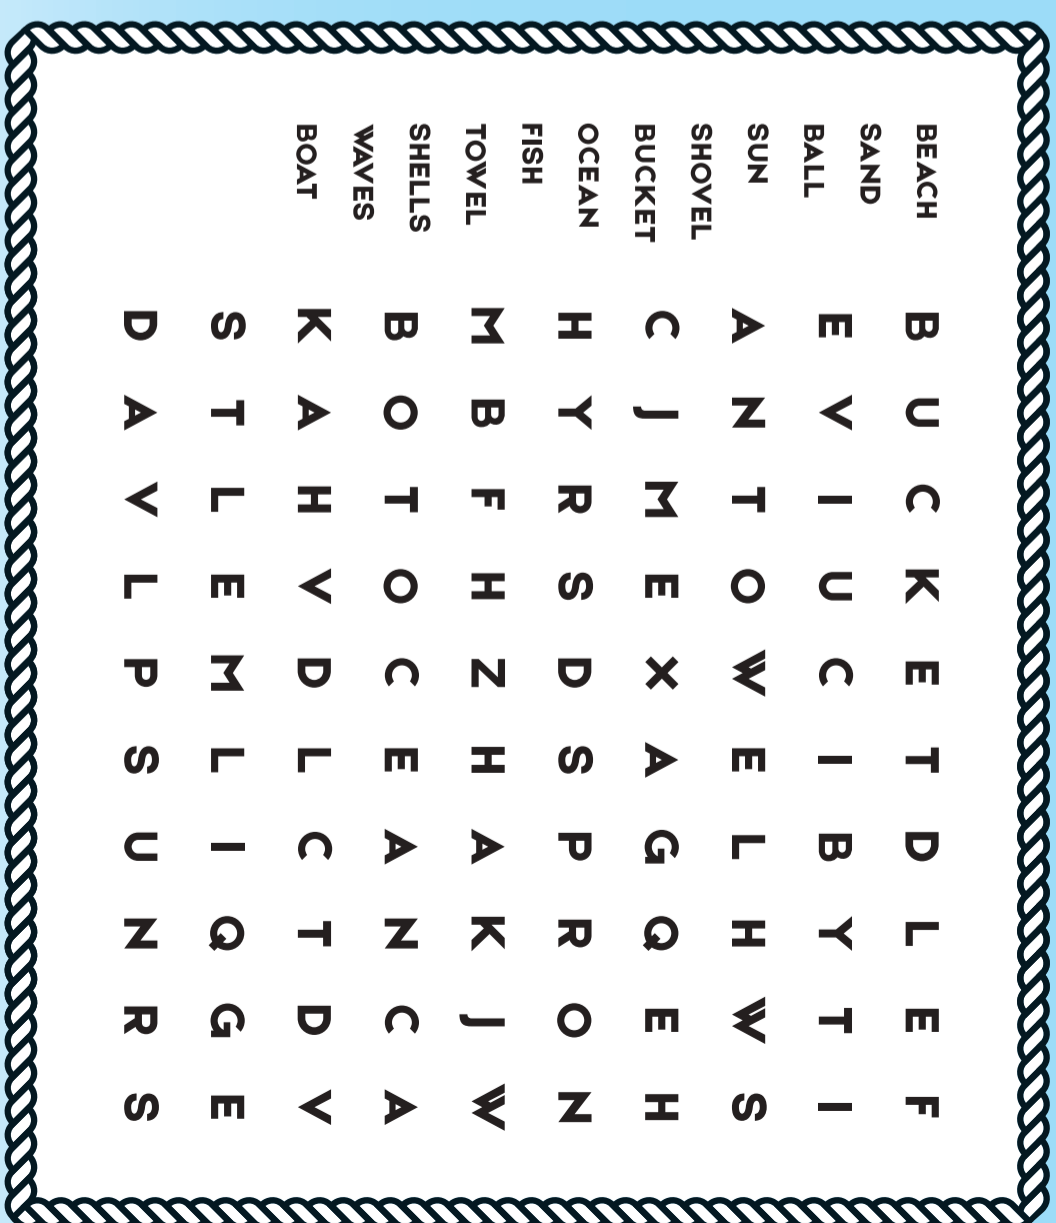 BEACH
SAND
BALL
SUN
SHOVEL
BUCKET
OCEAN
FISH
TOWEL
SHELLS
WAVES
BOAT
B U C K E T D L E F
E V I U C I B Y T I
A N T O W E L H W S
C J M E X A G Q E H
H Y R S D S P R O N
M B F H Z H A K J W
B O T O C E A N C A
K A H V D L C T D V
S T L E M L I Q G E
D A V L P S U N R S